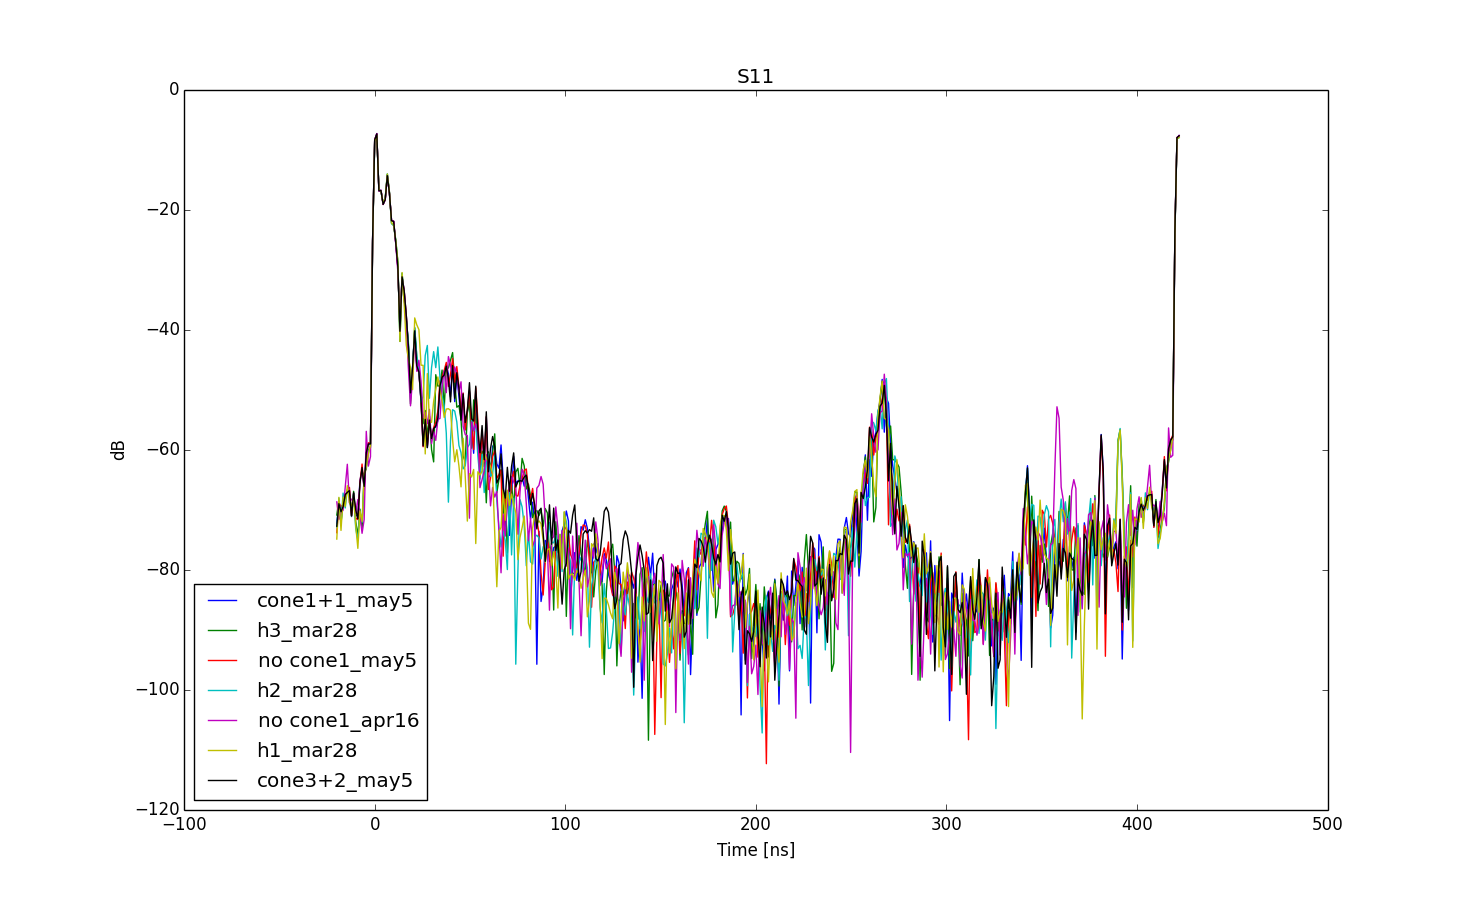 S11
0
−20
−40
−60
−80
−100
−120
dB
cone1+1_may5
h3_mar28
no cone1_may5
h2_mar28
no cone1_apr16
h1_mar28
cone3+2_may5
−100 0 100 200 300 400 500
Time [ns]